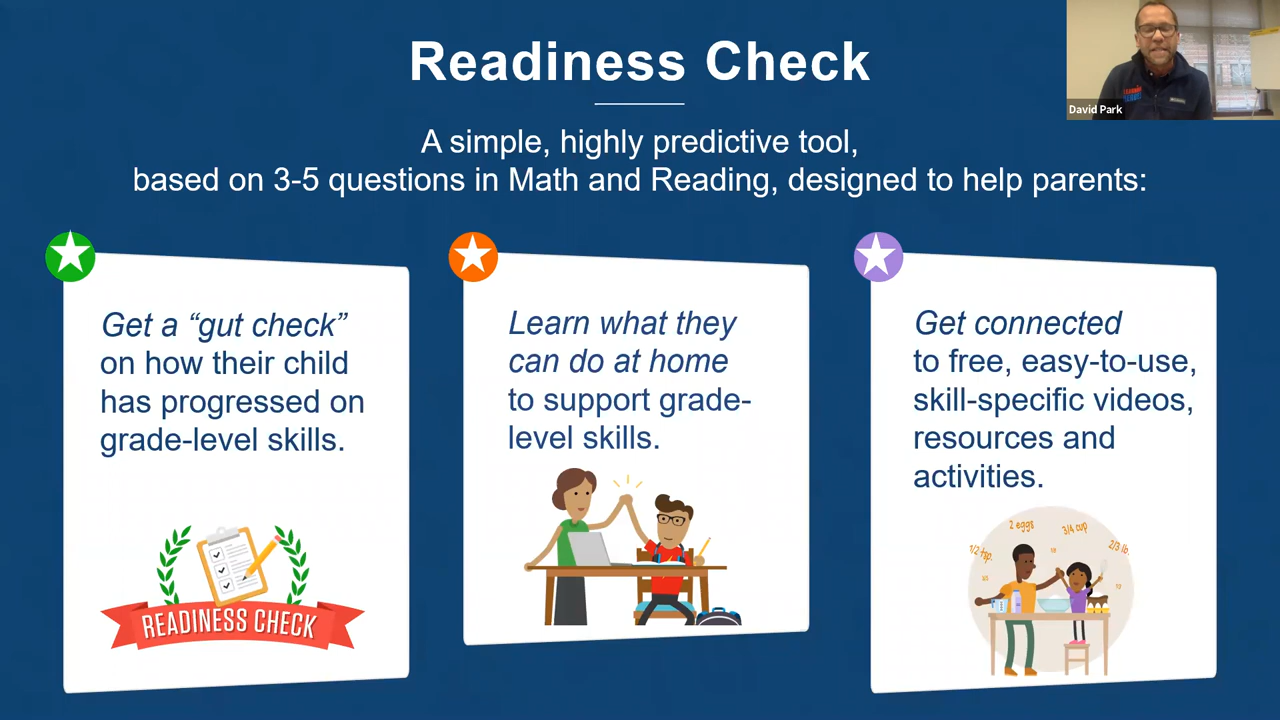 Readiness Check
A simple, highly predictive tool,
based on 3-5 questions in Math and Reading, designed to help parents:
David Park
Get a “gut check”
on how their child
has progressed on
grade-level skills.
READINESS CHECK
Learn what they
can do at home
to support grade-
level skills.
Get connected
to free, easy-to-use,
skill-specific videos,
resources and
activities.
2 eggs
3/4 cup
1/2 tsp.
2/3 lb.